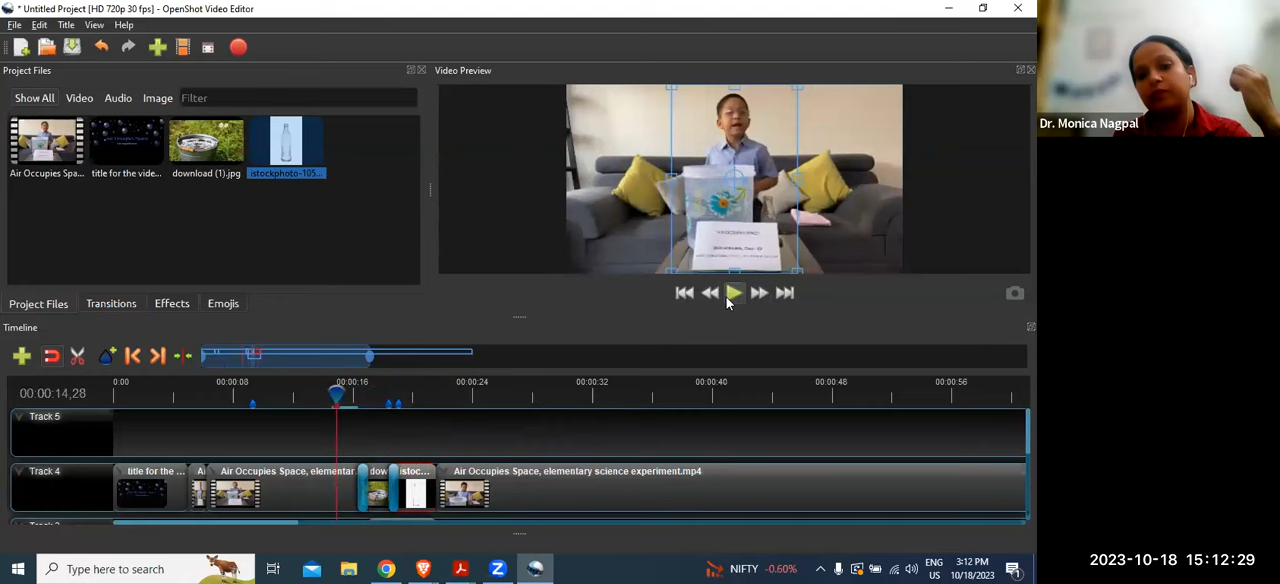 * Untitled Project [HD 720p 30 fps] - OpenShot Video Editor
File Edit Title View Help
Project Files
Video Preview
Show All Video Audio Image Filter
Air Occupies Spa... title for the vide... download (1).jpg istockphoto-105...
Dr. Monica Nagpal
Project Files Transitions Effects Emojis
Timeline
00:00:14,28
0:00 00:00:08 00:00:16 00:00:24 00:00:32 00:00:40 00:00:48 00:00:56
Track 5
Track 4
title for the ... Air Occupies Space, elementar istoc... Air Occupies Space, elementary science experiment.mp4
Type here to search
NIFTY -0.60%
ENG
US
3:12 PM
10/18/2023
2023-10-18 15:12:29